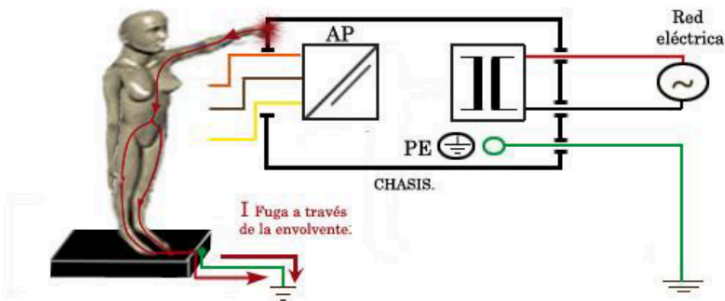 Red
eléctrica
AP
PE
CHASIS.
I Fuga a través
de la envolvente: